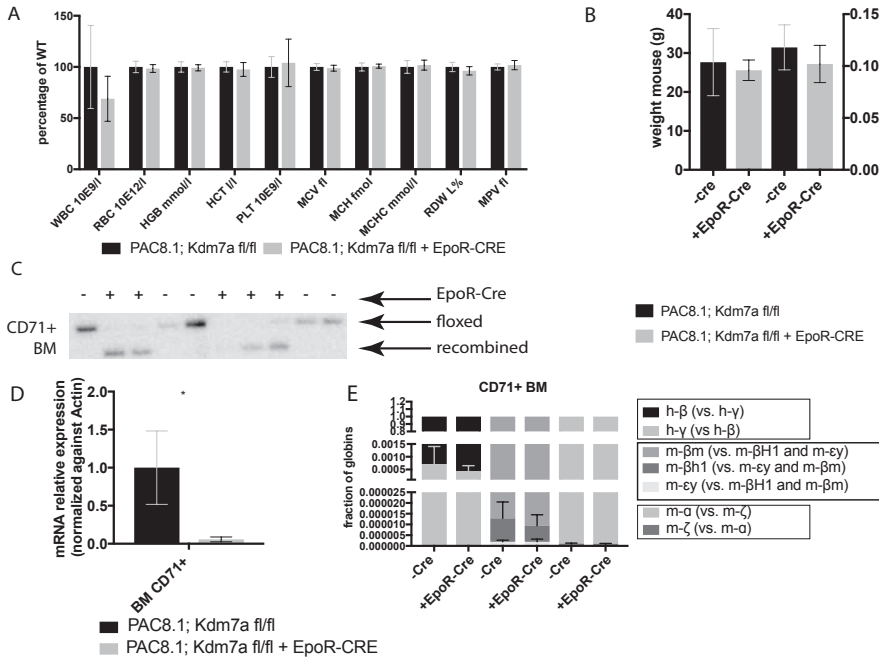 A
percentage of WT
150
100
50
0
WBC 10E9/l
RBC 10E12/l
HGB mmol/l
HCT l/l
PLT 10E9/l
MCV fl
MCH fmol
MCHC mmol/l
RDW L%
MPV fl
PAC8.1; Kdm7a fl/fl
PAC8.1; Kdm7a fl/fl + EpoR-CRE
B
weight mouse (g)
40
30
20
10
0
0.15
0.10
0.05
0.00
-Cre
+EpoR-Cre
-Cre
+EpoR-Cre
PAC8.1; Kdm7a fl/fl
PAC8.1; Kdm7a fl/fl + EpoR-CRE
C
- + + - - + + + - -
EpoR-Cre
CD71+
BM
floxed
recombined
D
mRNA relative expression
(normalized against Actin)
2.0
1.5
1.0
0.5
0.0
*
BM CD71+
PAC8.1; Kdm7a fl/fl
PAC8.1; Kdm7a fl/fl + EpoR-CRE
E
CD71+ BM
fraction of globins
1.2
1.1
1.0
0.9
0.8
0.0015
0.0010
0.0005
0.000025
0.000020
0.000015
0.000010
0.000005
0.000000
-Cre
+EpoR-Cre
-Cre
+EpoR-Cre
-Cre
+EpoR-Cre
h-β (vs. h-γ)
h-γ (vs h-β)
m-βm (vs. m-βH1 and m-εy)
m-βh1 (vs. m-εy and m-βm)
m-εy (vs. m-βH1 and m-βm)
m-α (vs. m-ζ)
m-ζ (vs. m-α)